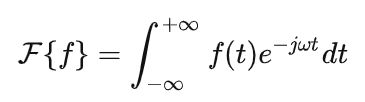 ℱ{f} = ∫_{−∞}^{+∞} f(t)e^{−jωt} dt